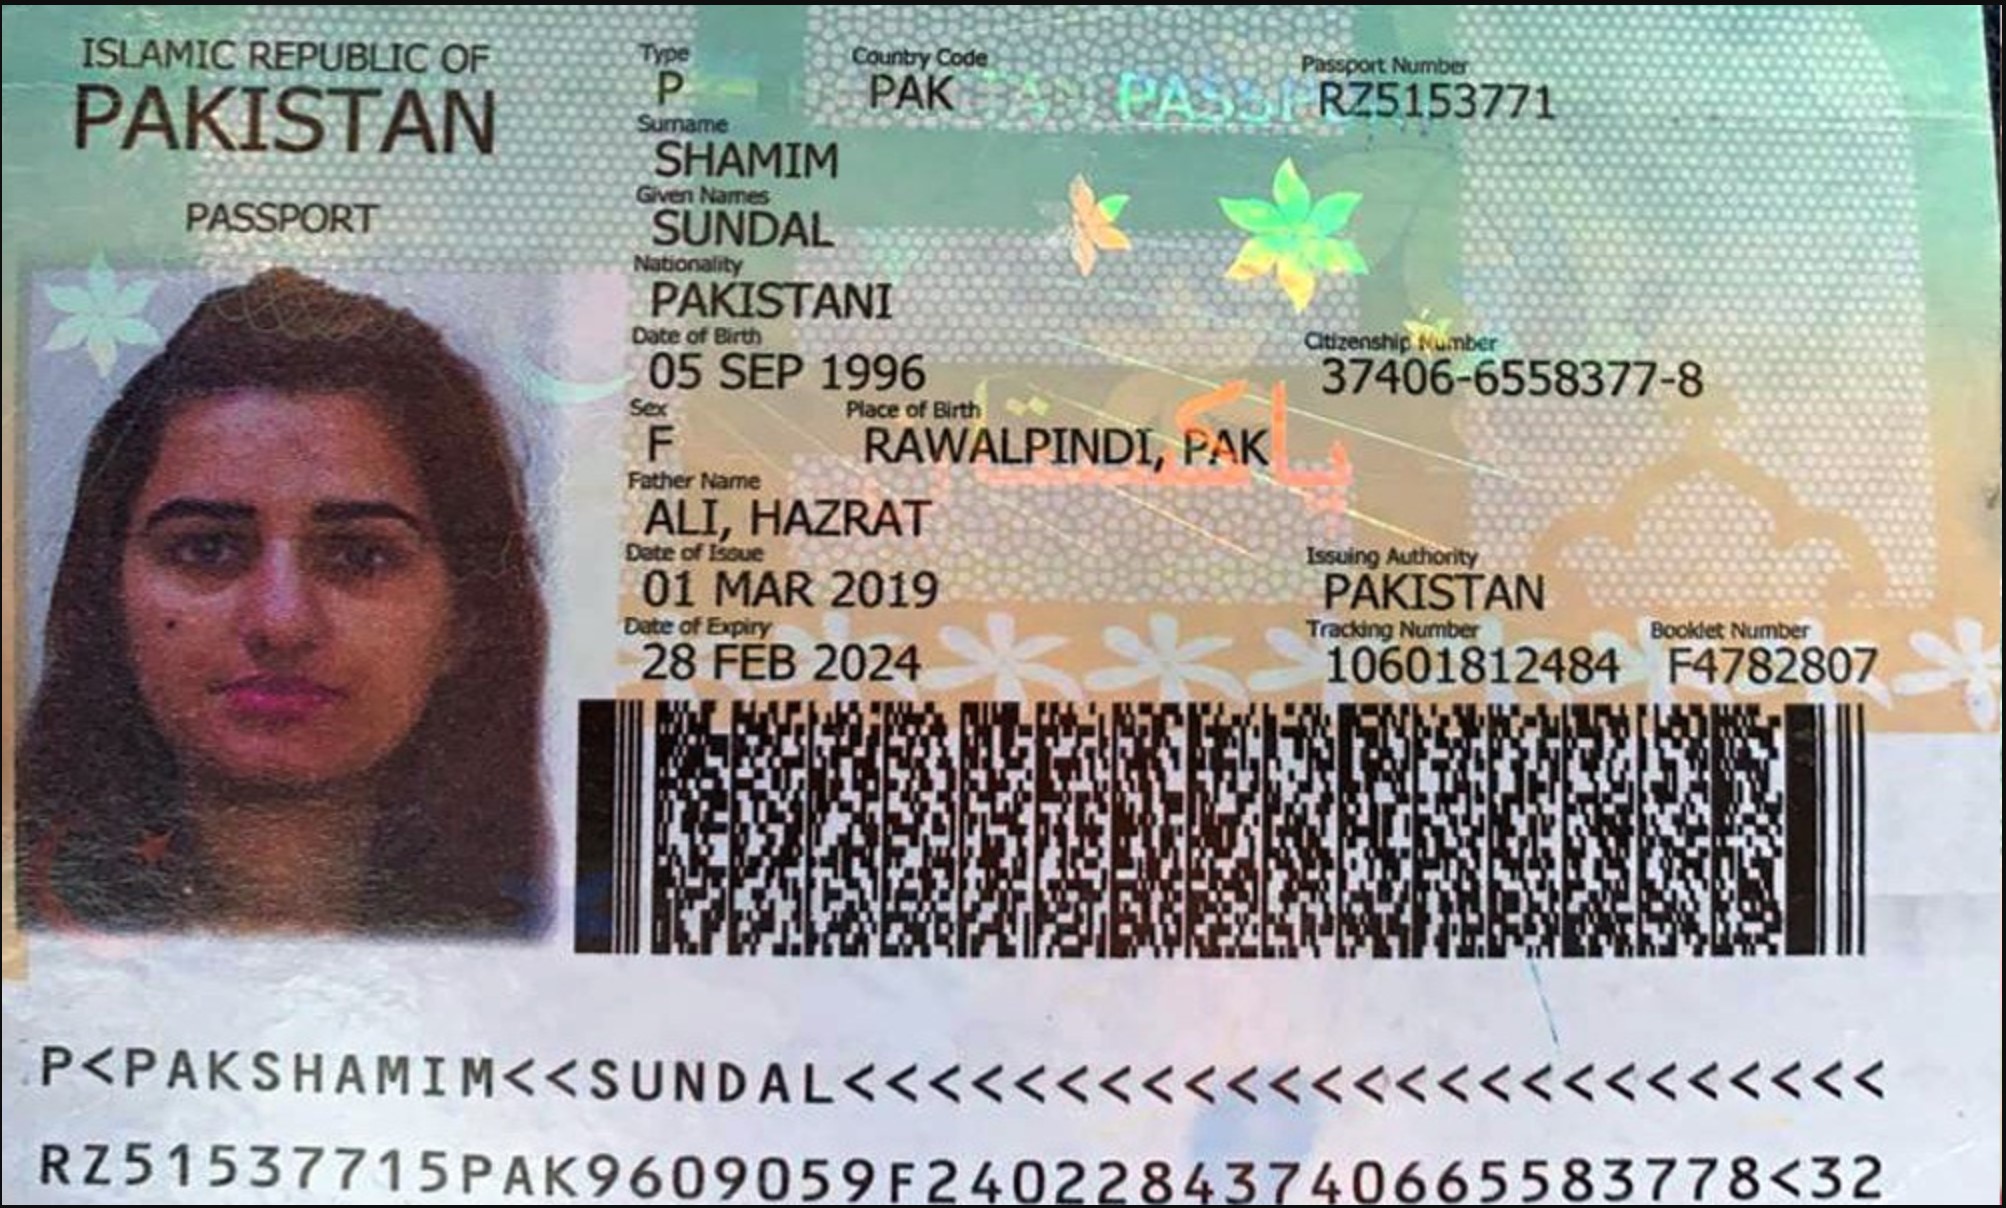 ISLAMIC REPUBLIC OF
PAKISTAN
PASSPORT
Type
P
Country Code
PAK
Passport Number
RZ5153771
Surname
SHAMIM
Given Names
SUNDAL
Nationality
PAKISTANI
Date of Birth
05 SEP 1996
Citizenship Number
37406-6558377-8
Sex
F
Place of Birth
RAWALPINDI, PAK
Father Name
ALI, HAZRAT
Date of Issue
01 MAR 2019
Issuing Authority
PAKISTAN
Date of Expiry
28 FEB 2024
Tracking Number
10601812484
Booklet Number
F4782807
P<PAKSHAMIM<<SUNDAL<<<<<<<<<<<<<<<<<<<<<<<<<
RZ51537715PAK9609059F24022843740665583778<32